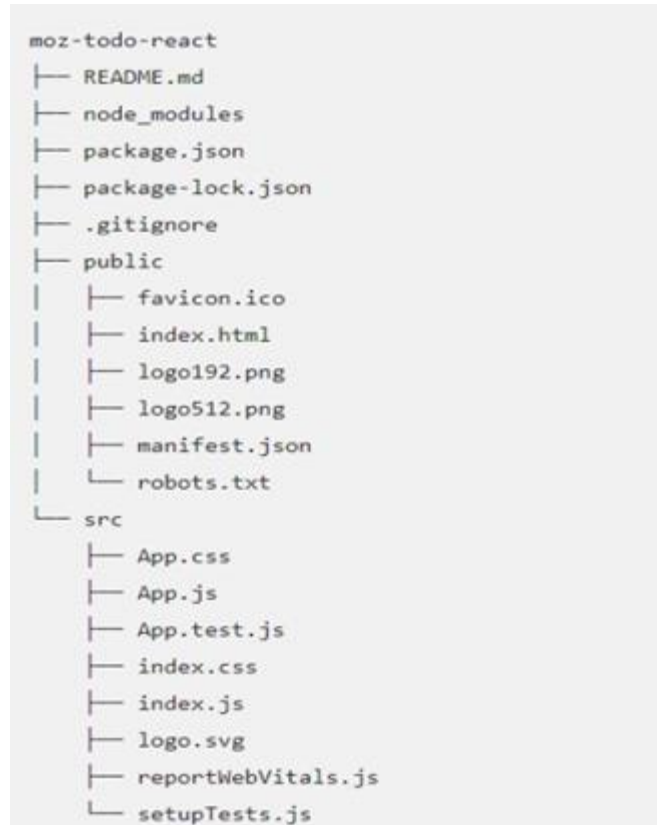 moz-todo-react
├── README.md
├── node_modules
├── package.json
├── package-lock.json
├── .gitignore
├── public
│   ├── favicon.ico
│   ├── index.html
│   ├── logo192.png
│   ├── logo512.png
│   ├── manifest.json
│   └── robots.txt
└── src
    ├── App.css
    ├── App.js
    ├── App.test.js
    ├── index.css
    ├── index.js
    ├── logo.svg
    ├── reportWebVitals.js
    └── setupTests.js